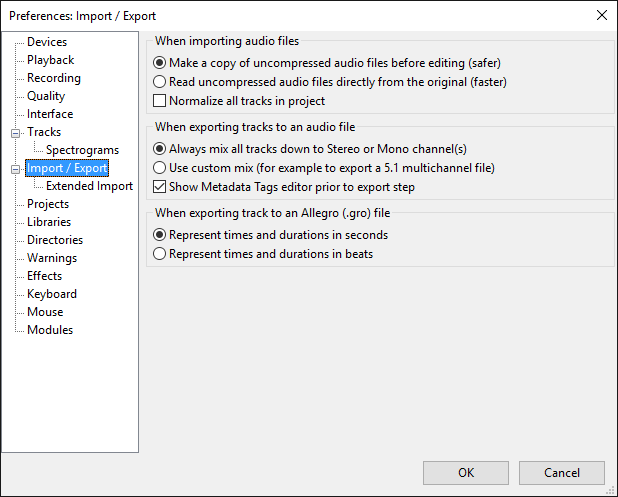 Preferences: Import / Export
Devices
Playback
Recording
Quality
Interface
Tracks
Spectrograms
Import / Export
Extended Import
Projects
Libraries
Directories
Warnings
Effects
Keyboard
Mouse
Modules
When importing audio files
Make a copy of uncompressed audio files before editing (safer)
Read uncompressed audio files directly from the original (faster)
Normalize all tracks in project
When exporting tracks to an audio file
Always mix all tracks down to Stereo or Mono channel(s)
Use custom mix (for example to export a 5.1 multichannel file)
Show Metadata Tags editor prior to export step
When exporting track to an Allegro (.gro) file
Represent times and durations in seconds
Represent times and durations in beats
OK
Cancel